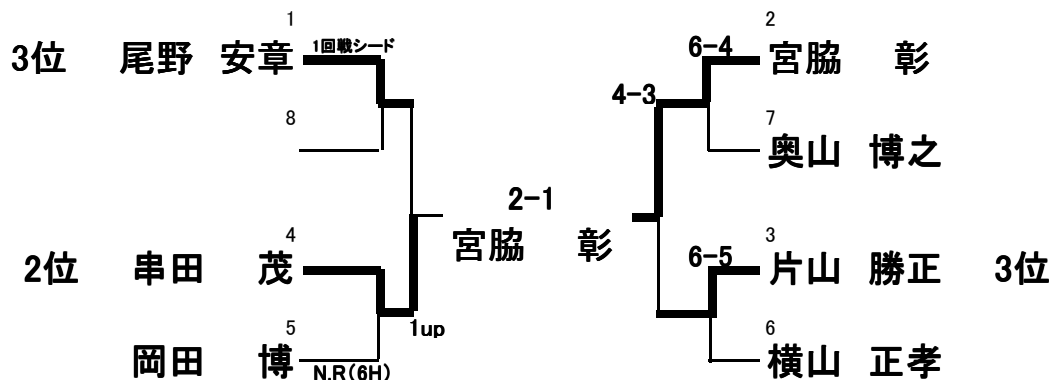 1
3位 尾野 安章 1回戦シード
8
4
2位 串田 茂
1up
5
岡田 博 N.R(6H)
2-1
宮脇 彰
2
6-4 宮脇 彰
4-3
7
奥山 博之
3
6-5 片山 勝正 3位
6
横山 正孝